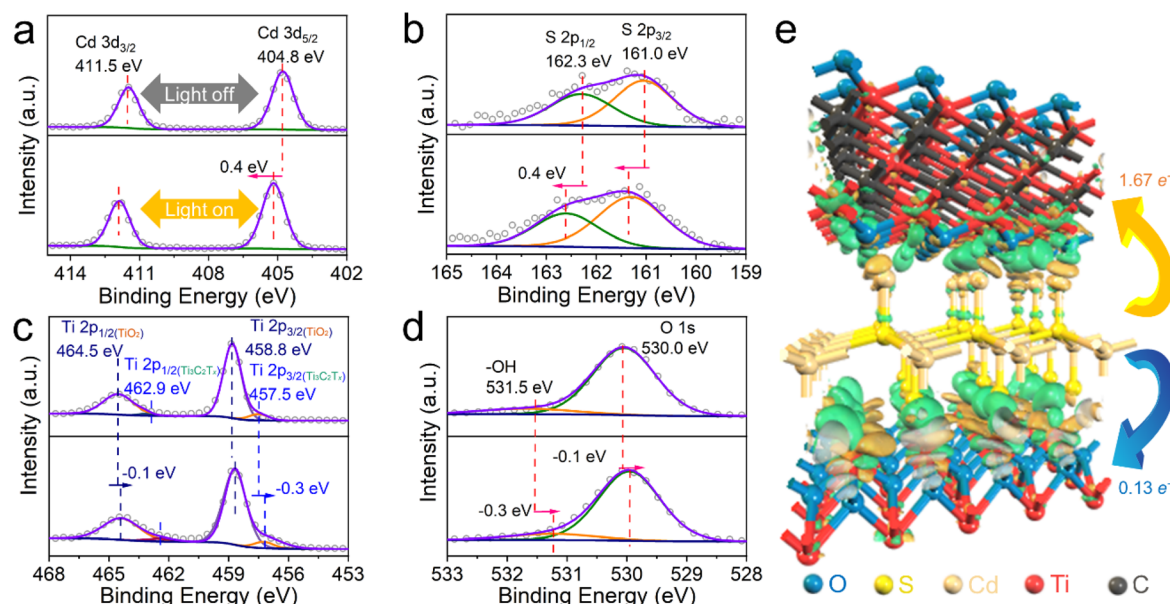 a
Cd 3d3/2
411.5 eV
Cd 3d5/2
404.8 eV
Light off
0.4 eV
Light on
Intensity (a.u.)
414 411 408 405 402
Binding Energy (eV)
b
S 2p1/2
162.3 eV
S 2p3/2
161.0 eV
0.4 eV
Intensity (a.u.)
165 164 163 162 161 160 159
Binding Energy (eV)
c
Ti 2p1/2(TiO2)
464.5 eV
Ti 2p3/2(TiO2)
458.8 eV
Ti 2p1/2(Ti3C2Tx)
462.9 eV
Ti 2p3/2(Ti3C2Tx)
457.5 eV
-0.1 eV
-0.3 eV
Intensity (a.u.)
468 465 462 459 456 453
Binding Energy (eV)
d
O 1s
530.0 eV
-OH
531.5 eV
-0.1 eV
-0.3 eV
Intensity (a.u.)
533 531 530 529 528
Binding Energy (eV)
e
1.67 e-
0.13 e-
O S Cd Ti C